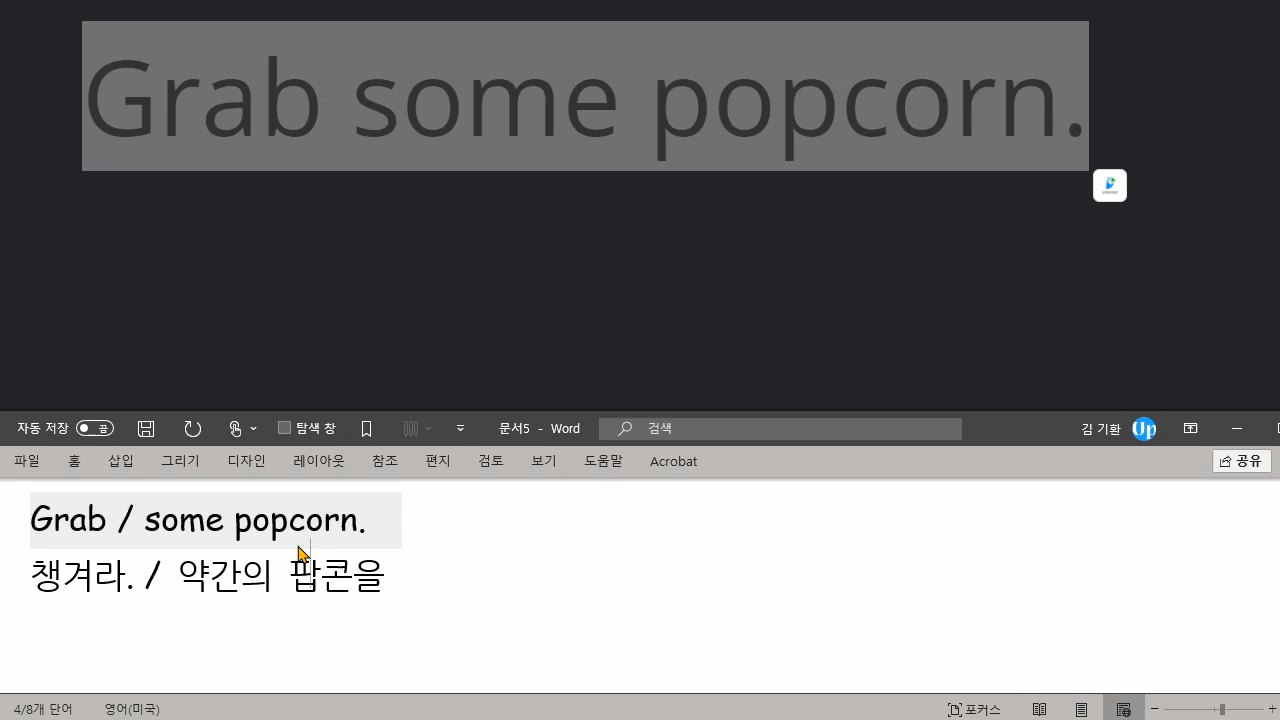 Grab some popcorn.
자동 저장 끔 탐색 창 문서5 - Word 검색 김 기환 Up
파일 홈 삽입 그리기 디자인 레이아웃 참조 편지 검토 보기 도움말 Acrobat 공유
Grab / some popcorn.
챙겨라. / 약간의 팝콘을
4/8개 단어 영어(미국) 포커스